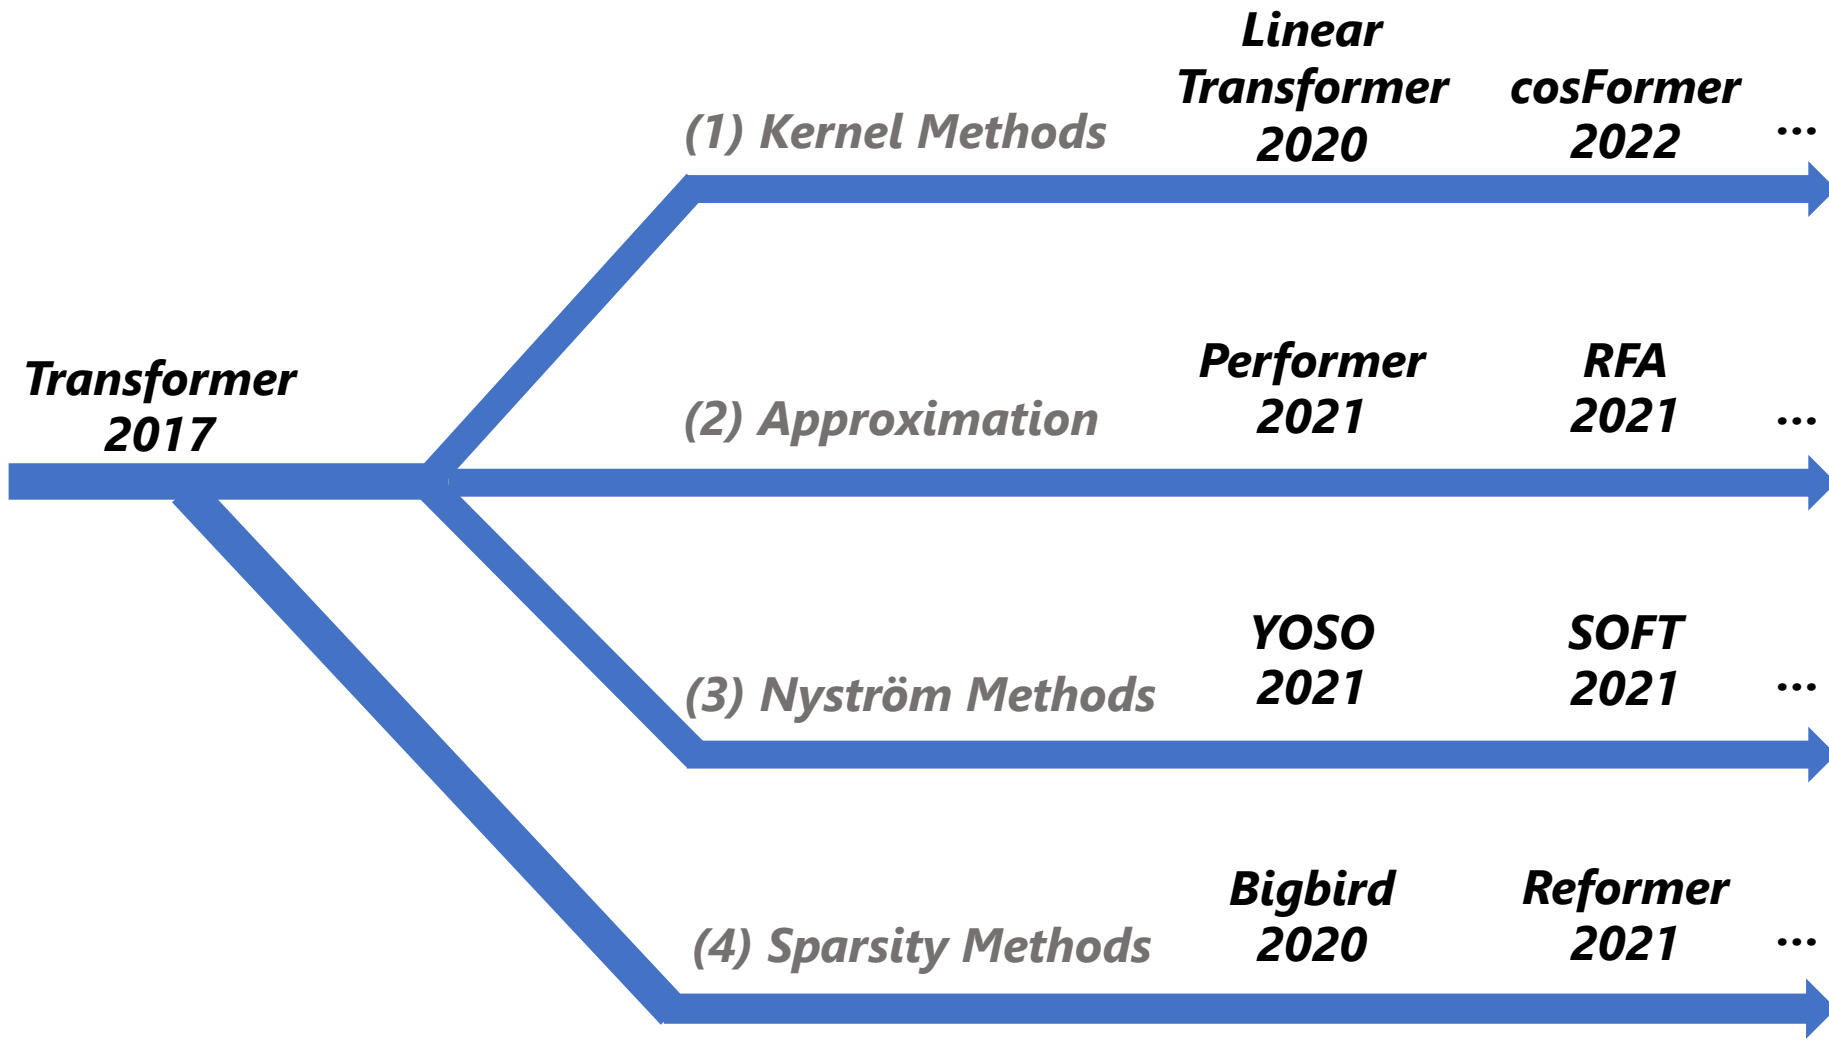 Linear
Transformer
2020
cosFormer
2022
...
(1) Kernel Methods
Transformer
2017
Performer
2021
RFA
2021
...
(2) Approximation
YOSO
2021
SOFT
2021
...
(3) Nyström Methods
Bigbird
2020
Reformer
2021
...
(4) Sparsity Methods